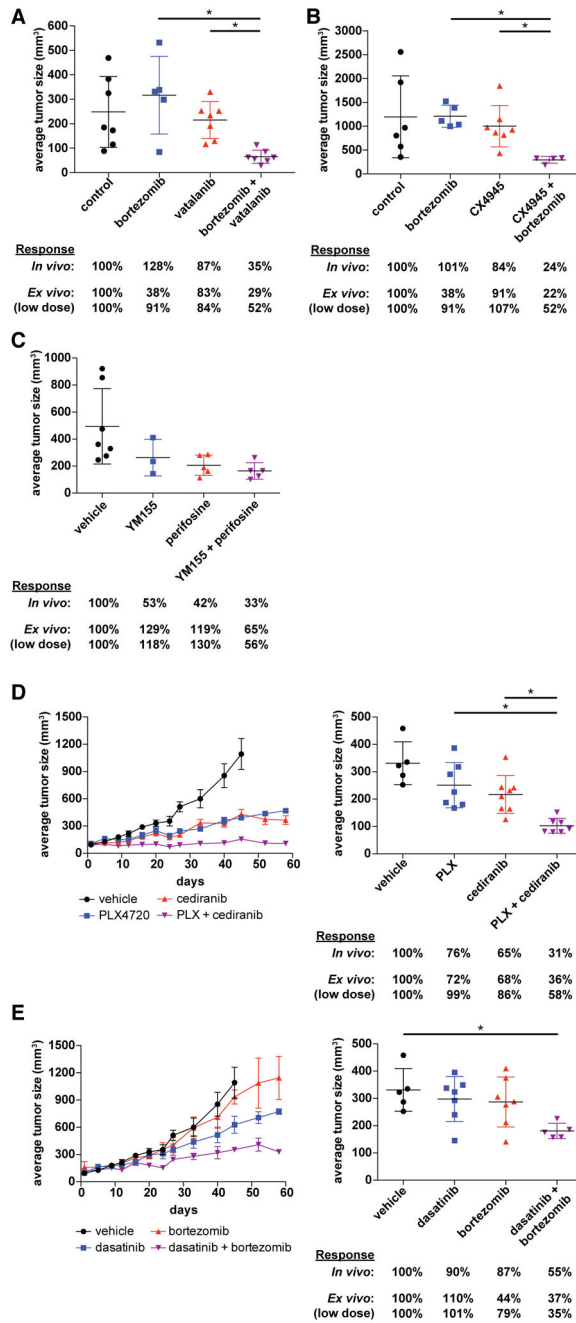 A
average tumor size (mm³)
*
*
600
400
200
0
control
bortezomib
vatalanib
bortezomib +
vatalanib
Response
In vivo: 100% 128% 87% 35%
Ex vivo: 100% 38% 83% 29%
(low dose) 100% 91% 84% 52%
B
average tumor size (mm³)
*
*
3000
2000
1500
1000
500
0
control
bortezomib
CX4945
CX4945 +
bortezomib
Response
In vivo: 100% 101% 84% 24%
Ex vivo: 100% 38% 91% 22%
(low dose) 100% 91% 107% 52%
C
average tumor size (mm³)
1000
800
600
400
200
0
vehicle
YM155
perifosine
YM155 + perifosine
Response
In vivo: 100% 53% 42% 33%
Ex vivo: 100% 129% 119% 65%
(low dose) 100% 118% 130% 56%
D
average tumor size (mm³)
1500
1200
900
600
300
0
0 10 20 30 40 50 60
days
vehicle cediranib
PLX4720 PLX + cediranib
average tumor size (mm³)
*
*
500
400
300
200
100
0
vehicle
PLX
cediranib
PLX + cediranib
Response
In vivo: 100% 76% 65% 31%
Ex vivo: 100% 72% 68% 36%
(low dose) 100% 99% 86% 58%
E
average tumor size (mm³)
1500
1200
900
600
300
0
0 10 20 30 40 50 60
days
vehicle bortezomib
dasatinib dasatinib + bortezomib
average tumor size (mm³)
*
500
400
300
200
100
0
vehicle
dasatinib
bortezomib
dasatinib +
bortezomib
Response
In vivo: 100% 90% 87% 55%
Ex vivo: 100% 110% 44% 37%
(low dose) 100% 101% 79% 35%